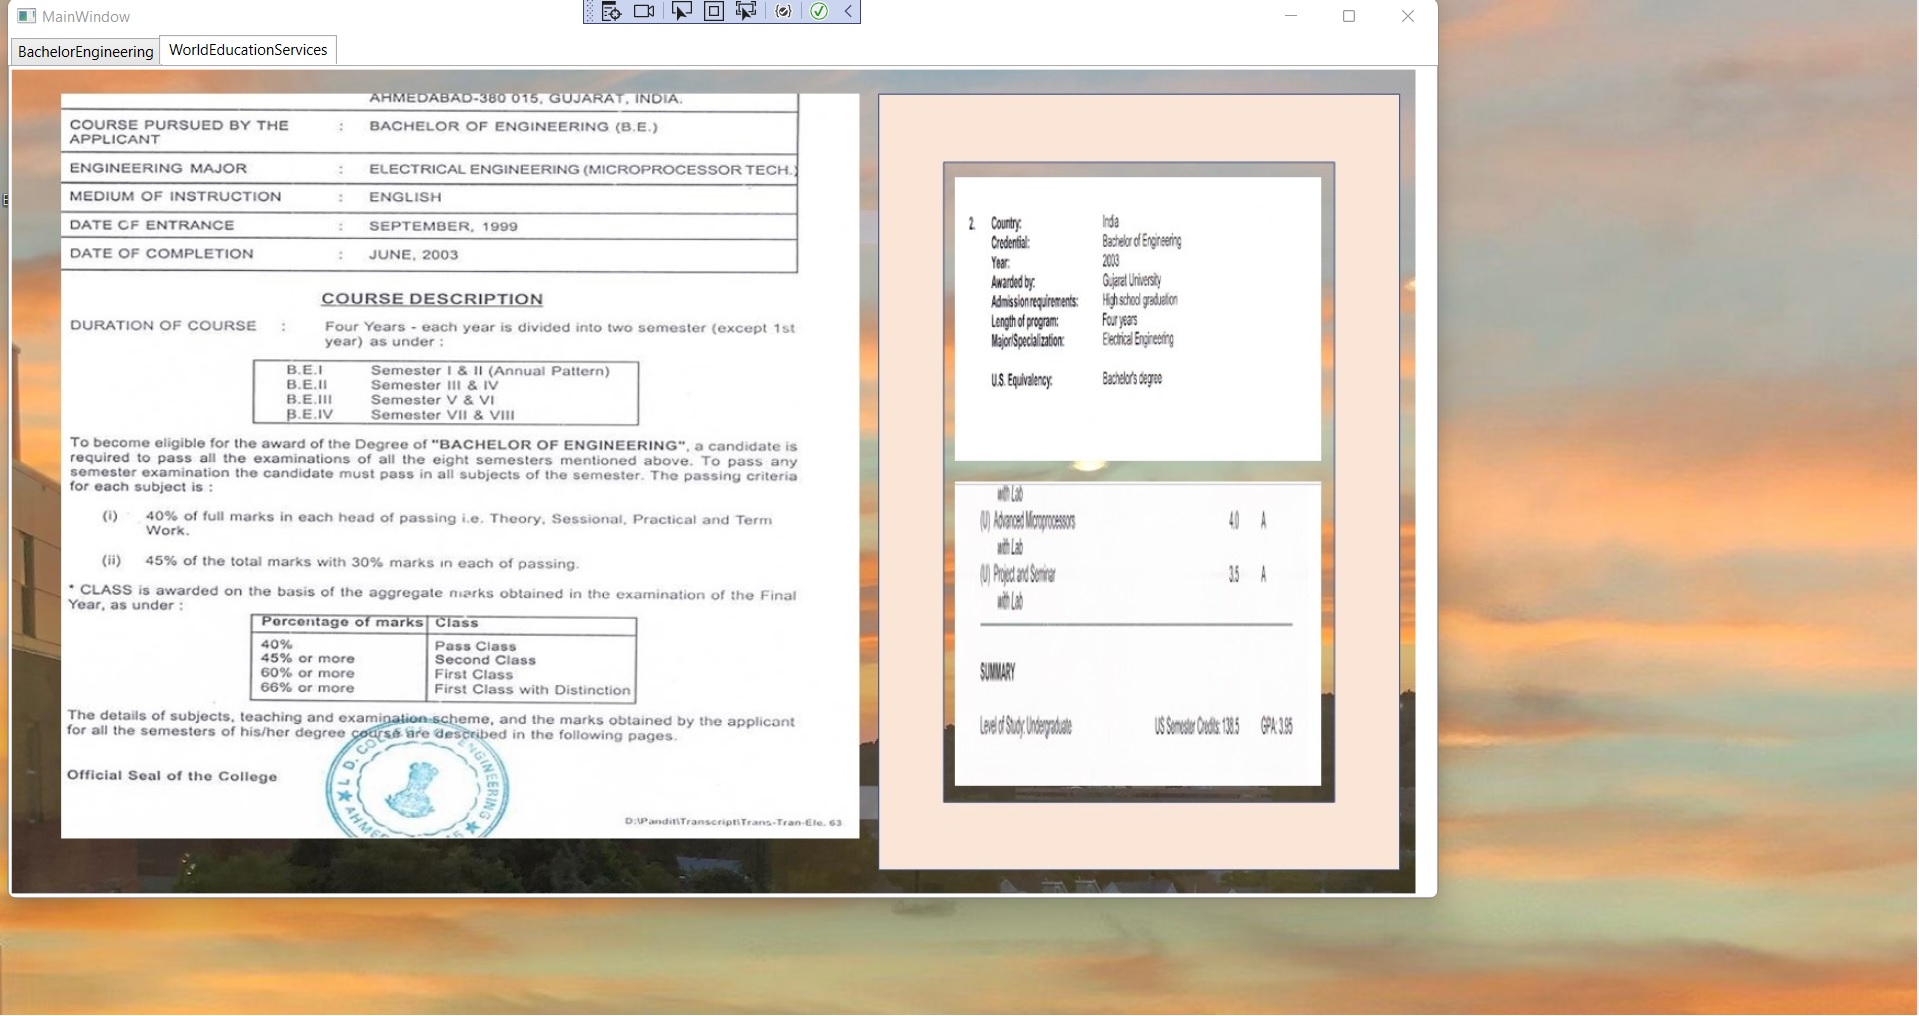 MainWindow
BachelorEngineering
WorldEducationServices
AHMEDABAD-380 015, GUJARAT, INDIA.
COURSE PURSUED BY THE : BACHELOR OF ENGINEERING (B.E.)
APPLICANT
ENGINEERING MAJOR : ELECTRICAL ENGINEERING (MICROPROCESSOR TECH.)
MEDIUM OF INSTRUCTION : ENGLISH
DATE OF ENTRANCE : SEPTEMBER, 1999
DATE OF COMPLETION : JUNE, 2003
COURSE DESCRIPTION
DURATION OF COURSE : Four Years - each year is divided into two semester (except 1st
year) as under :
B.E.I Semester I & II (Annual Pattern)
B.E.II Semester III & IV
B.E.III Semester V & VI
B.E.IV Semester VII & VIII
To become eligible for the award of the Degree of "BACHELOR OF ENGINEERING", a candidate is
required to pass all the examinations of all the eight semesters mentioned above. To pass any
semester examination the candidate must pass in all subjects of the semester. The passing criteria
for each subject is :
(i) 40% of full marks in each head of passing i.e. Theory, Sessional, Practical and Term
Work.
(ii) 45% of the total marks with 30% marks in each of passing.
* CLASS is awarded on the basis of the aggregate marks obtained in the examination of the Final
Year, as under :
Percentage of marks Class
40% Pass Class
45% or more Second Class
60% or more First Class
66% or more First Class with Distinction
The details of subjects, teaching and examination scheme, and the marks obtained by the applicant
for all the semesters of his/her degree course are described in the following pages.
Official Seal of the College
L. D. COLLEGE OF ENGINEERING
D:\Pandit\Transcript\Trans-Tran-Ele. 63
2. Country: India
Credential: Bachelor of Engineering
Year: 2003
Awarded by: Gujarat University
Admission requirements: High school graduation
Length of program: Four years
Major/Specialization: Electrical Engineering
U.S. Equivalency: Bachelor's degree
with Lab
(U) Advanced Microprocessors 4.0 A
with Lab
(U) Project and Seminar 3.5 A
with Lab
SUMMARY
Level of Study: Undergraduate US Semester Credits: 138.5 GPA: 3.95